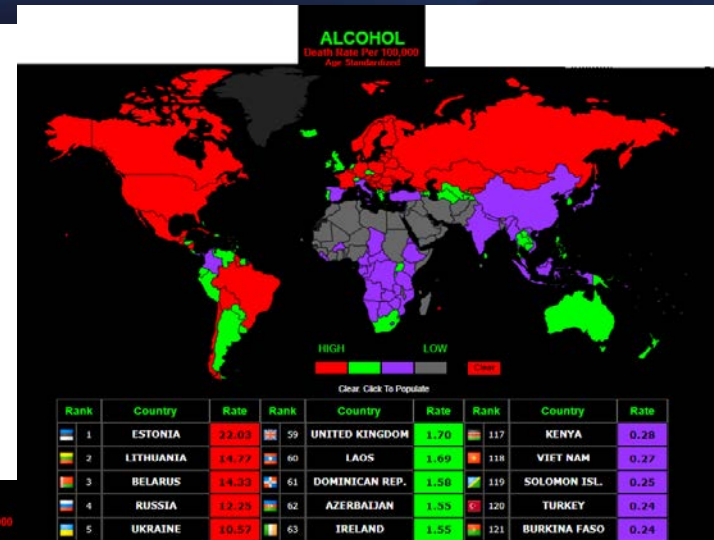 ALCOHOL
Death Rate Per 100,000
Age Standardized
HIGH LOW
Clear
Clear. Click To Populate
Rank Country Rate Rank Country Rate Rank Country Rate
1 ESTONIA 22.03 59 UNITED KINGDOM 1.70 117 KENYA 0.28
2 LITHUANIA 14.77 60 LAOS 1.69 118 VIET NAM 0.27
3 BELARUS 14.33 61 DOMINICAN REP. 1.58 119 SOLOMON ISL. 0.25
4 RUSSIA 12.25 62 AZERBAIJAN 1.55 120 TURKEY 0.24
5 UKRAINE 10.57 63 IRELAND 1.55 121 BURKINA FASO 0.24